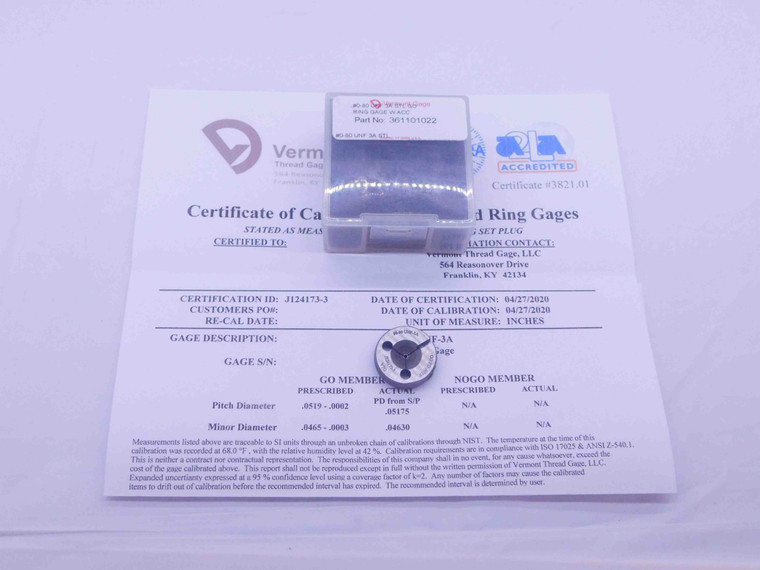 #0-80 UNF 3A STL GO
RING GAGE W ACC
Part No: 361101022
#0-80 UNF 3A STL
Verm
Thread Gage
564 Reasono
Franklin, KY
A2LA
ACCREDITED
Certificate #3821.01
Certificate of Ca d Ring Gages
STATED AS MEAS G SET PLUG
CERTIFIED TO: ATION CONTACT:
Vermont Thread Gage, LLC
564 Reasonover Drive
Franklin, KY 42134
CERTIFICATION ID: J124173-3 DATE OF CERTIFICATION: 04/27/2020
CUSTOMERS PO#: DATE OF CALIBRATION: 04/27/2020
RE-CAL DATE: UNIT OF MEASURE: INCHES
GAGE DESCRIPTION: F-3A
Gage
GAGE S/N:
GO MEMBER NOGO MEMBER
PRESCRIBED ACTUAL PRESCRIBED ACTUAL
PD from S/P
Pitch Diameter .0519 - .0002 .05175 N/A N/A
Minor Diameter .0465 - .0003 .04630 N/A N/A
Measurements listed above are traceable to SI units through an unbroken chain of calibrations through NIST. The temperature at the time of this
calibration was recorded at 68.0 °F , with the relative humidity level at 42 %. Calibration requirements are in compliance with ISO 17025 & ANSI Z-540.1.
This is neither a contract nor contractual representation. The responsibilities of this company shall in no event, for any cause whatsoever, exceed the
cost of the gage calibrated above. This report shall not be reproduced except in full without the written permission of Vermont Thread Gage, LLC.
Expanded uncertianty expressed at a 95 % confidence level using a coverage factor of k=2. Any number of factors may cause the calibrated
items to drift out of calibration before the recommended interval has expired. The recommended interval is determined by user.